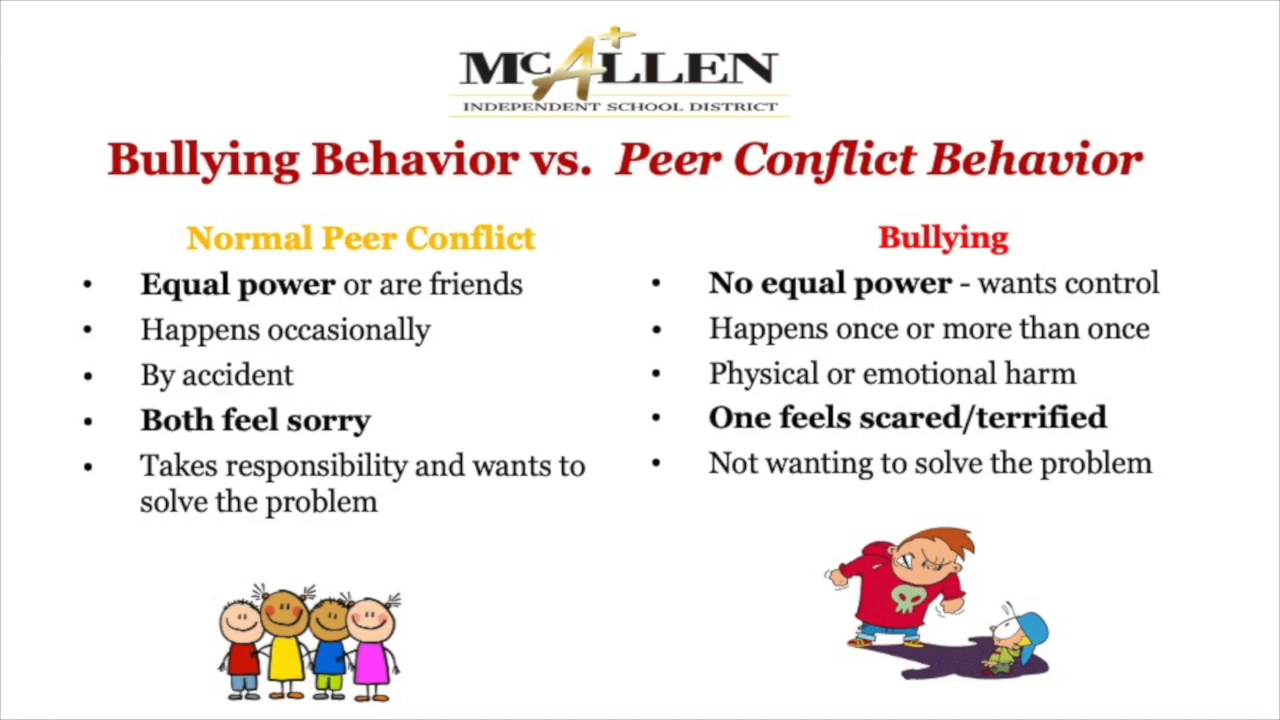 McALLEN
INDEPENDENT SCHOOL DISTRICT
Bullying Behavior vs. Peer Conflict Behavior
Normal Peer Conflict
• Equal power or are friends
• Happens occasionally
• By accident
• Both feel sorry
• Takes responsibility and wants to
solve the problem
Bullying
• No equal power - wants control
• Happens once or more than once
• Physical or emotional harm
• One feels scared/terrified
• Not wanting to solve the problem